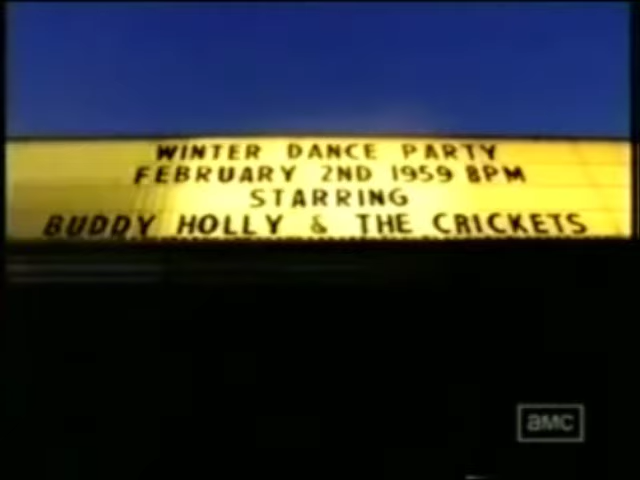 WINTER DANCE PARTY
FEBRUARY 2ND 1959 8PM
STARRING
BUDDY HOLLY & THE CRICKETS
amc